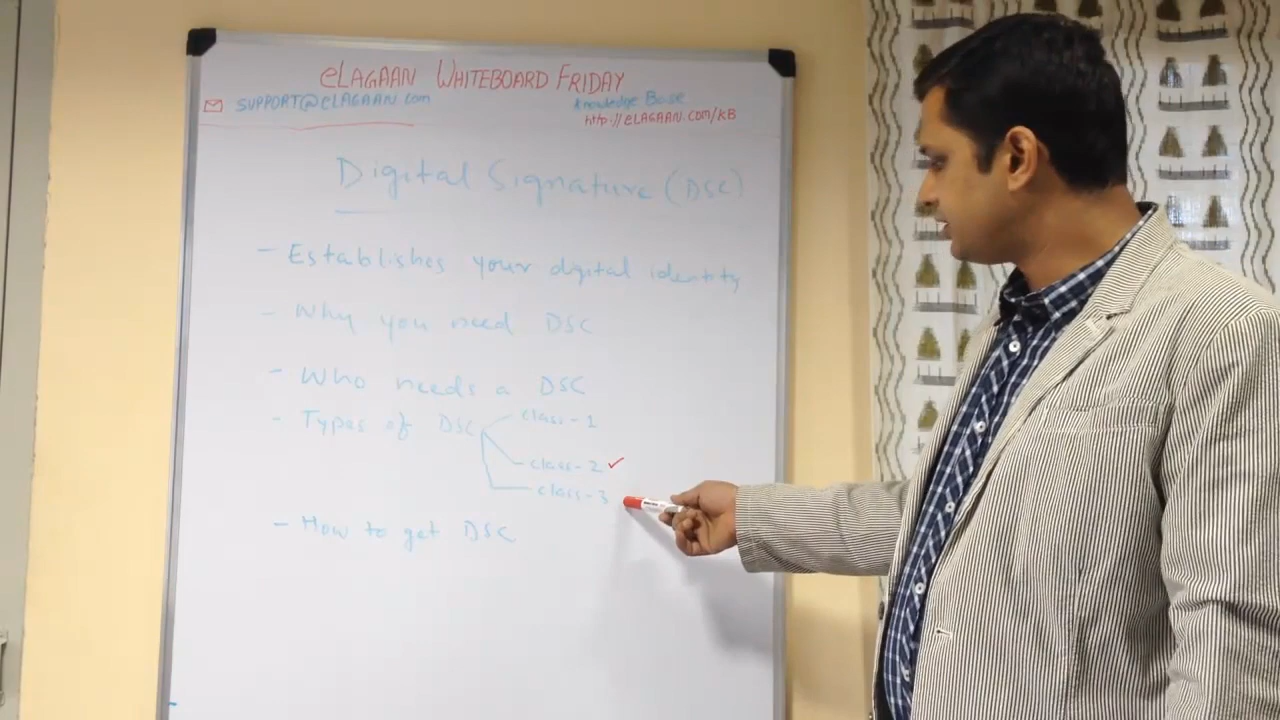 eLAGAAN WHITEBOARD FRIDAY
SUPPORT@eLAGAAN.com
Knowledge Base
http://eLAGAAN.com/KB
Digital Signature (DSC)
- Establishes your digital identity
- Why you need DSC
- Who needs a DSC
- Types of DSC
class-1
class-2 ✓
class-3
- How to get DSC